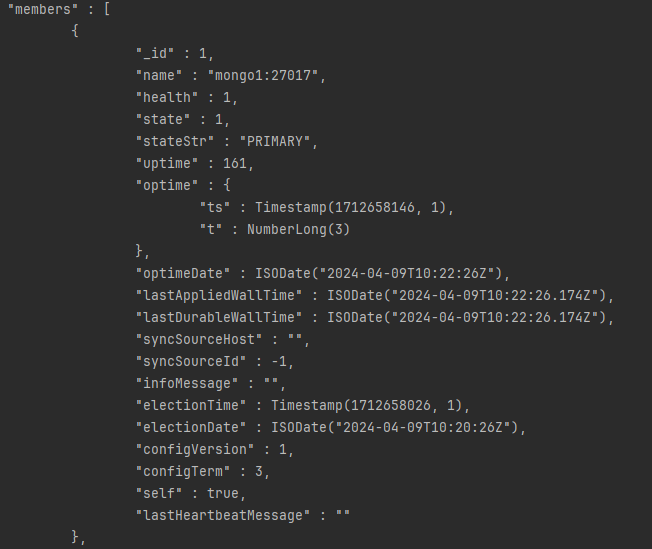 "members" : [
{
"_id" : 1,
"name" : "mongo1:27017",
"health" : 1,
"state" : 1,
"stateStr" : "PRIMARY",
"uptime" : 161,
"optime" : {
"ts" : Timestamp(1712658146, 1),
"t" : NumberLong(3)
},
"optimeDate" : ISODate("2024-04-09T10:22:26Z"),
"lastAppliedWallTime" : ISODate("2024-04-09T10:22:26.174Z"),
"lastDurableWallTime" : ISODate("2024-04-09T10:22:26.174Z"),
"syncSourceHost" : "",
"syncSourceId" : -1,
"infoMessage" : "",
"electionTime" : Timestamp(1712658026, 1),
"electionDate" : ISODate("2024-04-09T10:20:26Z"),
"configVersion" : 1,
"configTerm" : 3,
"self" : true,
"lastHeartbeatMessage" : ""
},